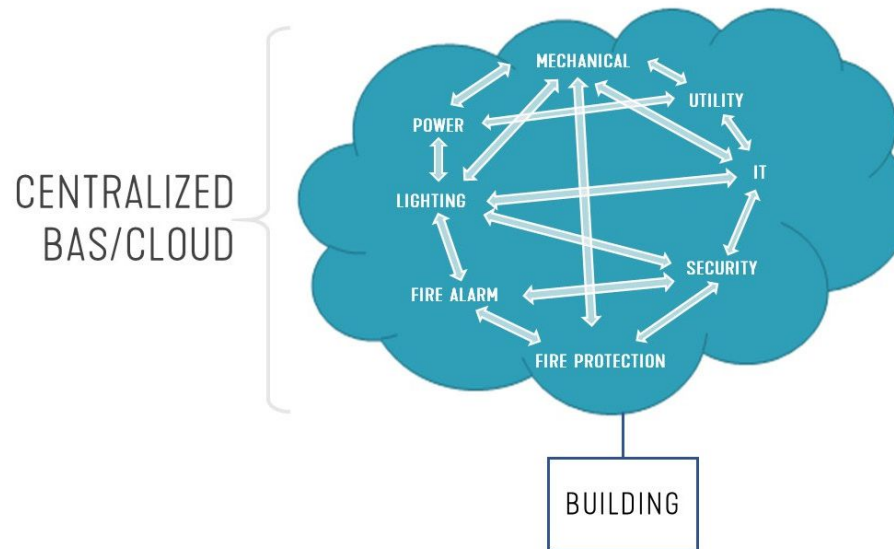 MECHANICAL
UTILITY
POWER
IT
LIGHTING
CENTRALIZED
BAS/CLOUD
SECURITY
FIRE ALARM
FIRE PROTECTION
BUILDING